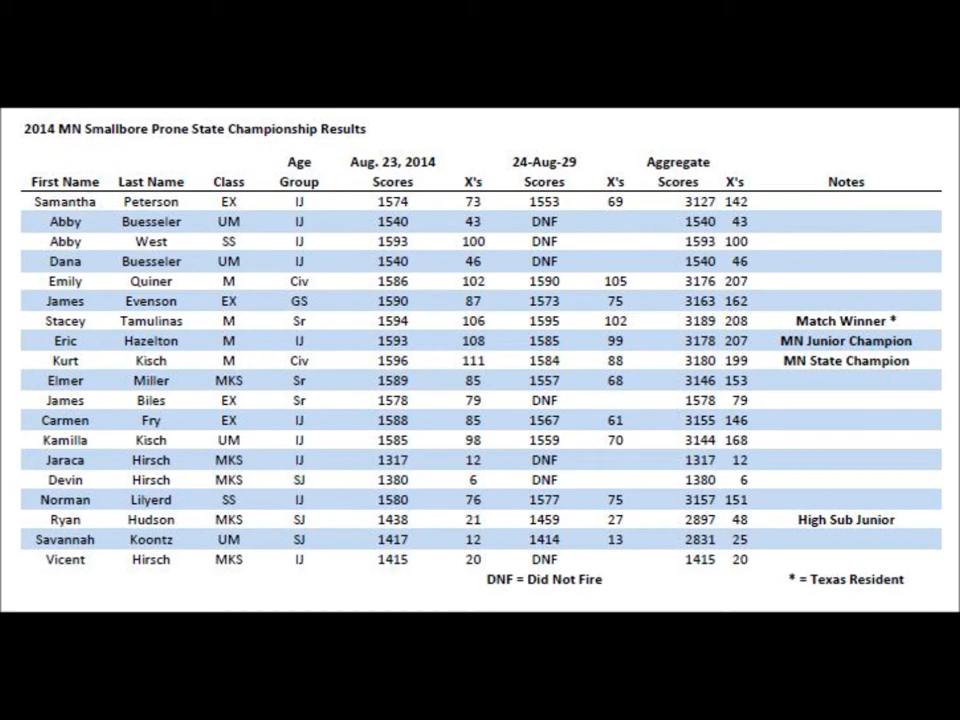 2014 MN Smallbore Prone State Championship Results
Age Aug. 23, 2014 24-Aug-29 Aggregate
First Name Last Name Class Group Scores X's Scores X's Scores X's Notes
Samantha Peterson EX IJ 1574 73 1553 69 3127 142
Abby Buesseler UM IJ 1540 43 DNF 1540 43
Abby West SS IJ 1593 100 DNF 1593 100
Dana Buesseler UM IJ 1540 46 DNF 1540 46
Emily Quiner M Civ 1586 102 1590 105 3176 207
James Evenson EX GS 1590 87 1573 75 3163 162
Stacey Tamulinas M Sr 1594 106 1595 102 3189 208 Match Winner *
Eric Hazelton M IJ 1593 108 1585 99 3178 207 MN Junior Champion
Kurt Kisch M Civ 1596 111 1584 88 3180 199 MN State Champion
Elmer Miller MKS Sr 1589 85 1557 68 3146 153
James Biles EX Sr 1578 79 DNF 1578 79
Carmen Fry EX IJ 1588 85 1567 61 3155 146
Kamilla Kisch UM IJ 1585 98 1559 70 3144 168
Jaraca Hirsch MKS IJ 1317 12 DNF 1317 12
Devin Hirsch MKS SJ 1380 6 DNF 1380 6
Norman Lilyerd SS IJ 1580 76 1577 75 3157 151
Ryan Hudson MKS SJ 1438 21 1459 27 2897 48 High Sub Junior
Savannah Koontz UM SJ 1417 12 1414 13 2831 25
Vicent Hirsch MKS IJ 1415 20 DNF 1415 20
DNF = Did Not Fire * = Texas Resident